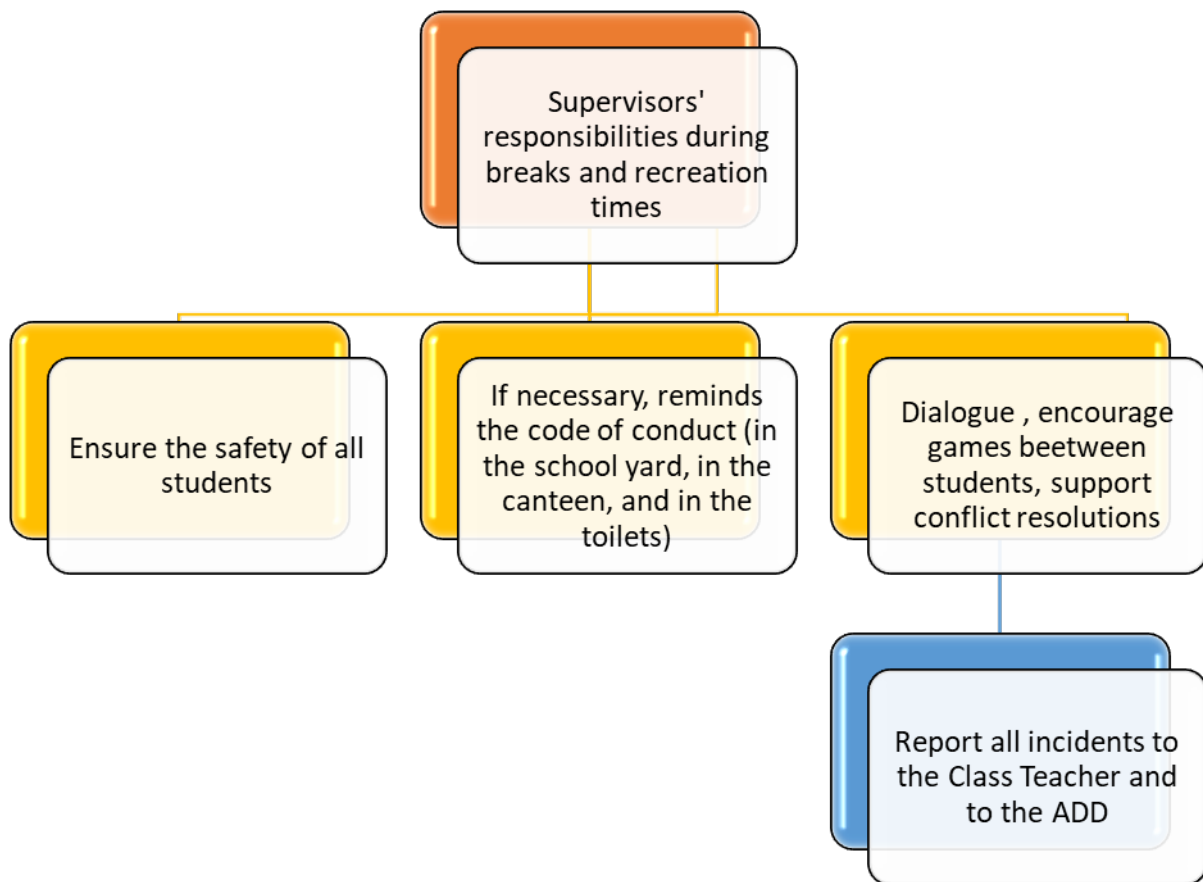 Supervisors'
responsibilities during
breaks and recreation
times
Ensure the safety of all
students
If necessary, reminds
the code of conduct (in
the school yard, in the
canteen, and in the
toilets)
Dialogue , encourage
games beetween
students, support
conflict resolutions
Report all incidents to
the Class Teacher and
to the ADD